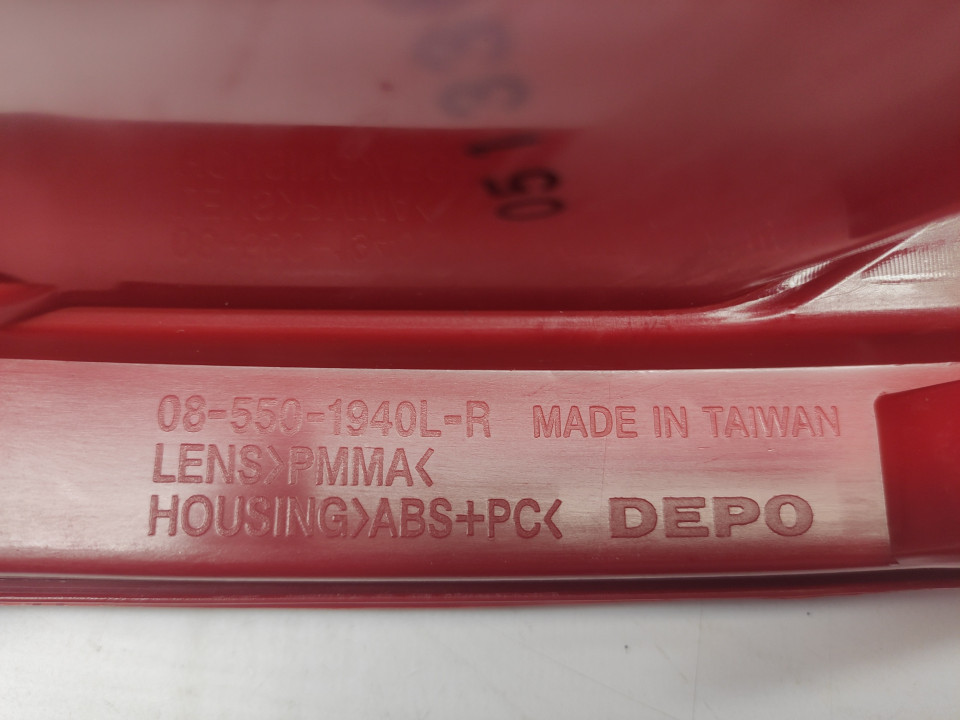 08-550-1940L-R MADE IN TAIWAN
LENS>PMMA<
HOUSING>ABS+PC< DEPO